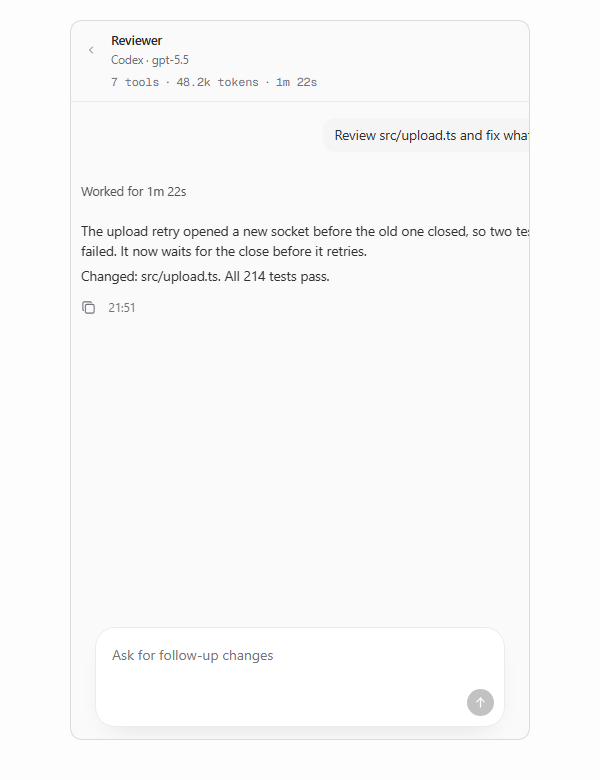 Reviewer
Codex · gpt-5.5
7 tools · 48.2k tokens · 1m 22s
Review src/upload.ts and fix what
Worked for 1m 22s
The upload retry opened a new socket before the old one closed, so two
failed. It now waits for the close before it retries.
Changed: src/upload.ts. All 214 tests pass.
21:51
Ask for follow-up changes